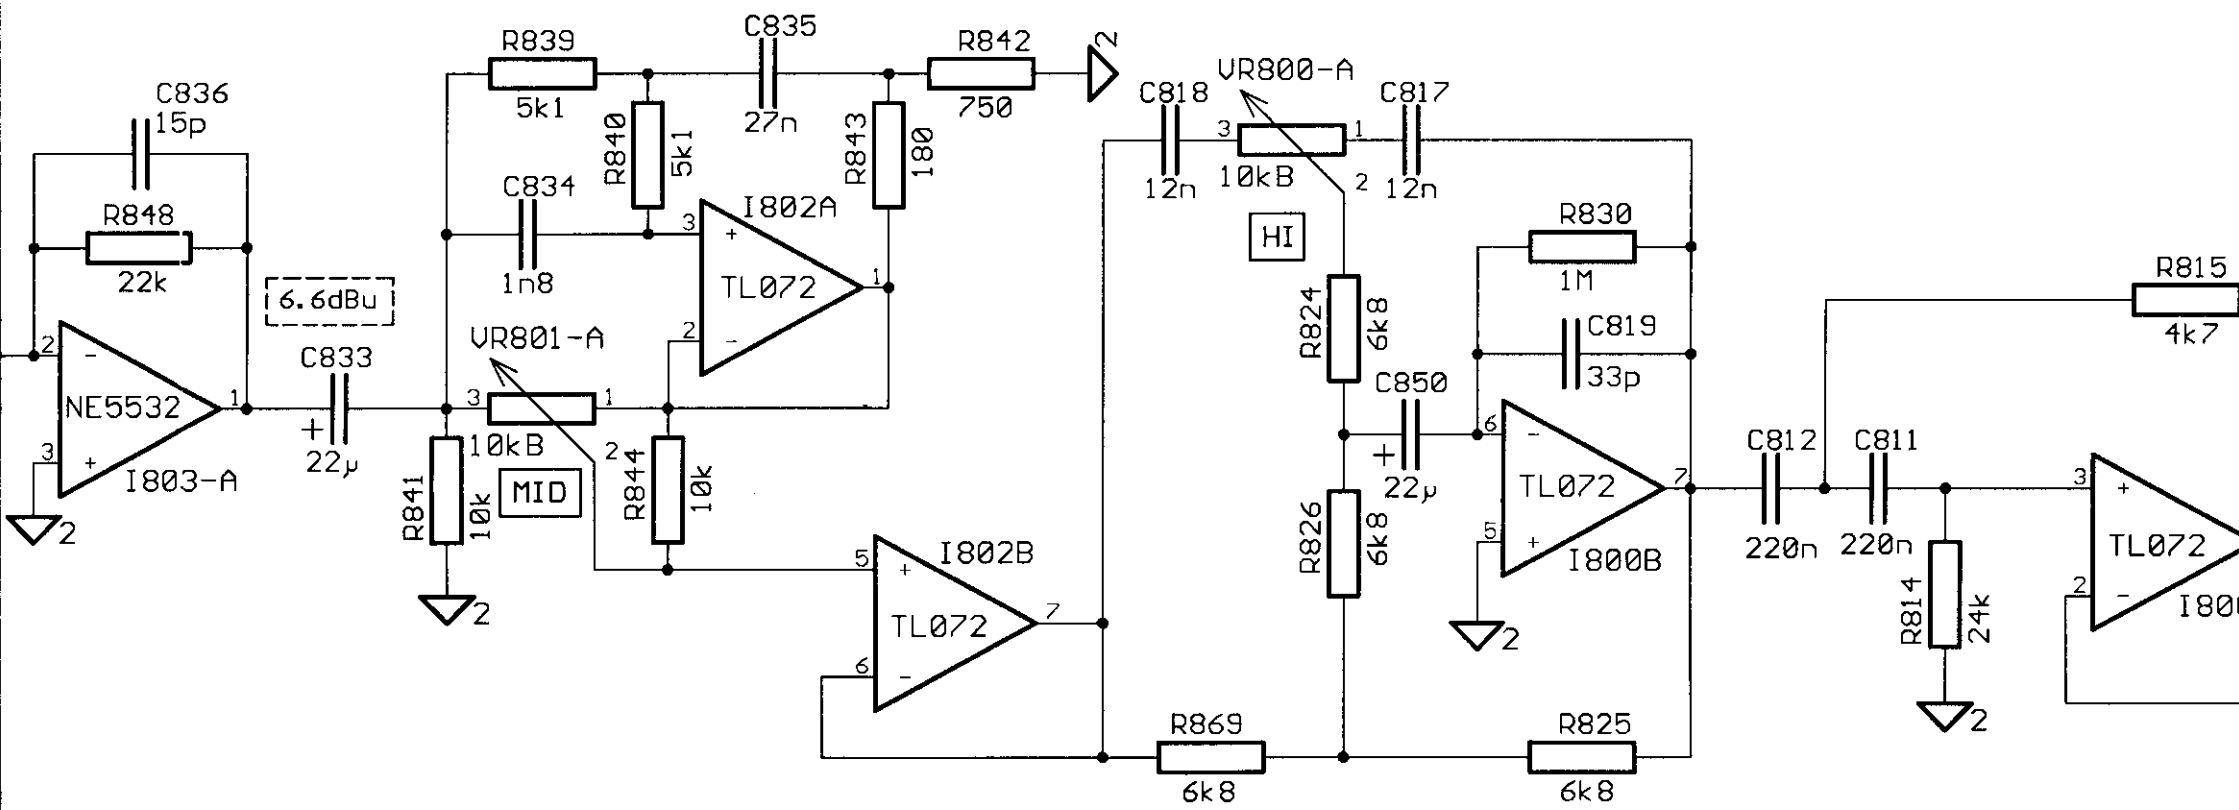 C836
15p
R848
22k
6.6dBu
2
-
NE5532
1
3
+
I803-A
2
C833
+
22µ
R839
5k1
C835
27n
R842
750
2
R840
5k1
R843
180
C834
1n8
I802A
3
+
TL072
1
2
-
VR801-A
3
1
10kB
2
MID
R841
10k
2
R844
10k
I802B
5
+
TL072
7
6
-
C818
12n
VR800-A
3
1
10kB
2
C817
12n
HI
R824
6k8
R830
1M
C819
33p
C850
+
22µ
6
-
TL072
7
5
+
I800B
2
R826
6k8
R869
6k8
R825
6k8
R815
4k7
C812
220n
C811
220n
3
+
TL072
2
-
I80
R814
24k
2